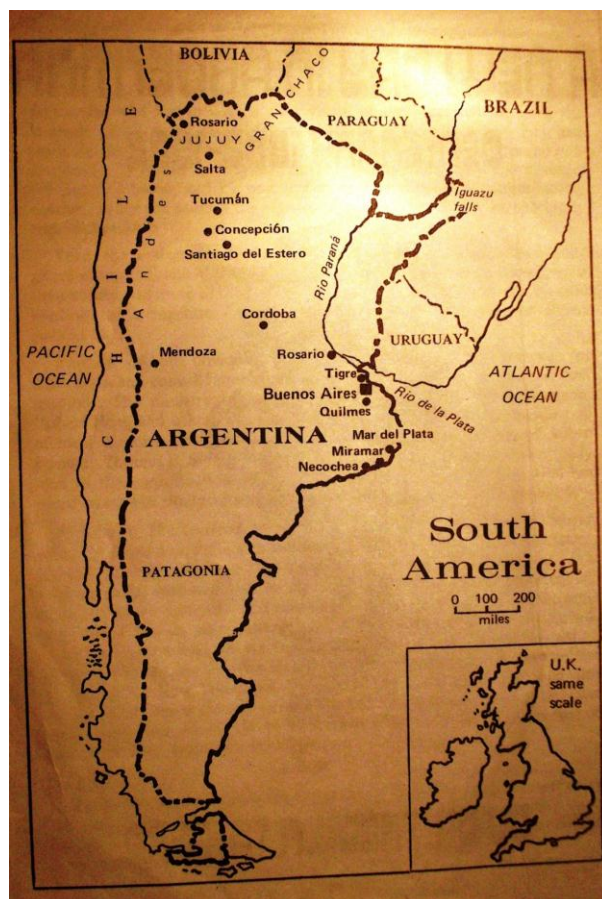 BOLIVIA
GRAN CHACO
BRAZIL
PARAGUAY
Rosario
JUJUY
Salta
Iguazu
falls
Tucumán
Concepción
Santiago del Estero
Andes
CHILE
Rio Paraná
Cordoba
URUGUAY
PACIFIC
OCEAN
Mendoza
Rosario
Tigre
ATLANTIC
OCEAN
Buenos Aires
Rio de la Plata
Quilmes
ARGENTINA
Mar del Plata
Miramar
Necochea
South
America
PATAGONIA
0 100 200
miles
U.K.
same
scale